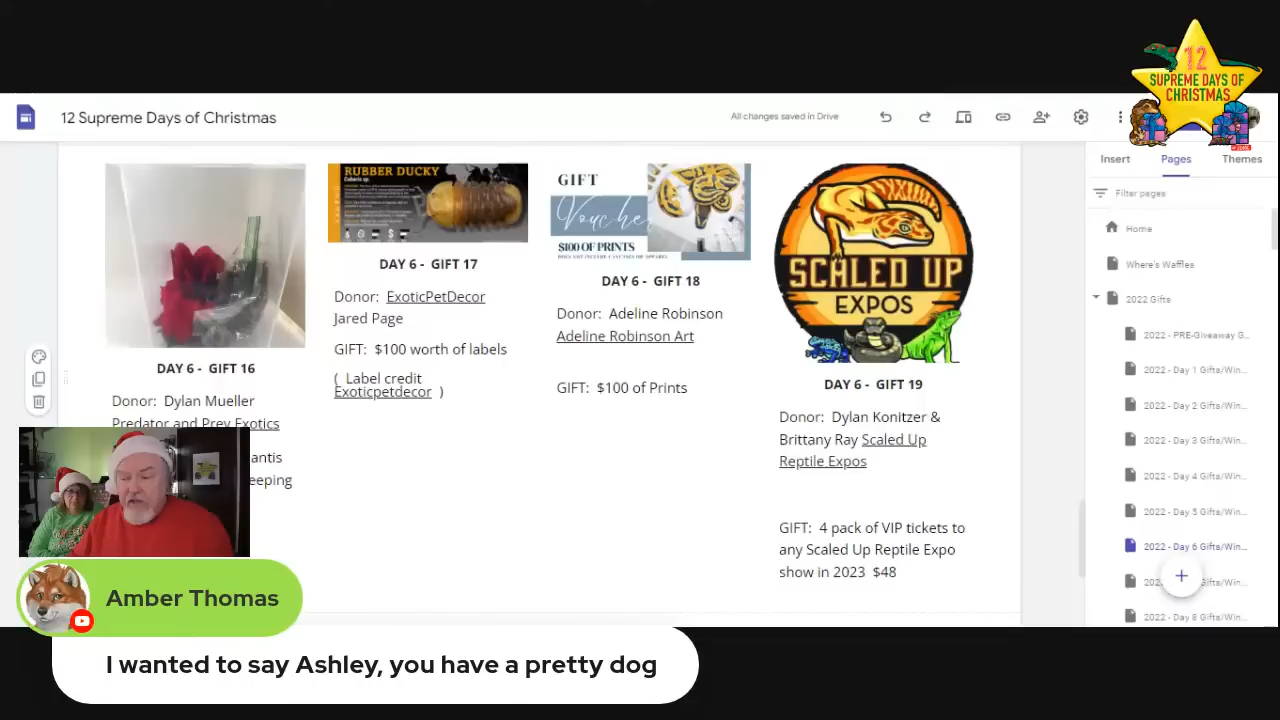 12
SUPREME DAYS OF
CHRISTMAS
12 Supreme Days of Christmas
All changes saved in Drive
Insert
Pages
Themes
Filter pages
Home
Where's Waffles
2022 Gifts
2022 - PRE-Giveaway G...
2022 - Day 1 Gifts/Win...
2022 - Day 2 Gifts/Win...
2022 - Day 3 Gifts/Win...
2022 - Day 4 Gifts/Win...
2022 - Day 5 Gifts/Win...
2022 - Day 6 Gifts/Win...
202 Gifts/Win...
2022 - Day 8 Gifts/Win...
DAY 6 - GIFT 16
Donor: Dylan Mueller
Predator and Prey Exotics
antis
eeping
RUBBER DUCKY
DAY 6 - GIFT 17
Donor: ExoticPetDecor
Jared Page
GIFT: $100 worth of labels
( Label credit
Exoticpetdecor )
GIFT
Vouche
$100 OF PRINTS
DAY 6 - GIFT 18
Donor: Adeline Robinson
Adeline Robinson Art
GIFT: $100 of Prints
SCALED UP
EXPOS
DAY 6 - GIFT 19
Donor: Dylan Konitzer &
Brittany Ray Scaled Up
Reptile Expos
GIFT: 4 pack of VIP tickets to
any Scaled Up Reptile Expo
show in 2023 $48
Amber Thomas
I wanted to say Ashley, you have a pretty dog